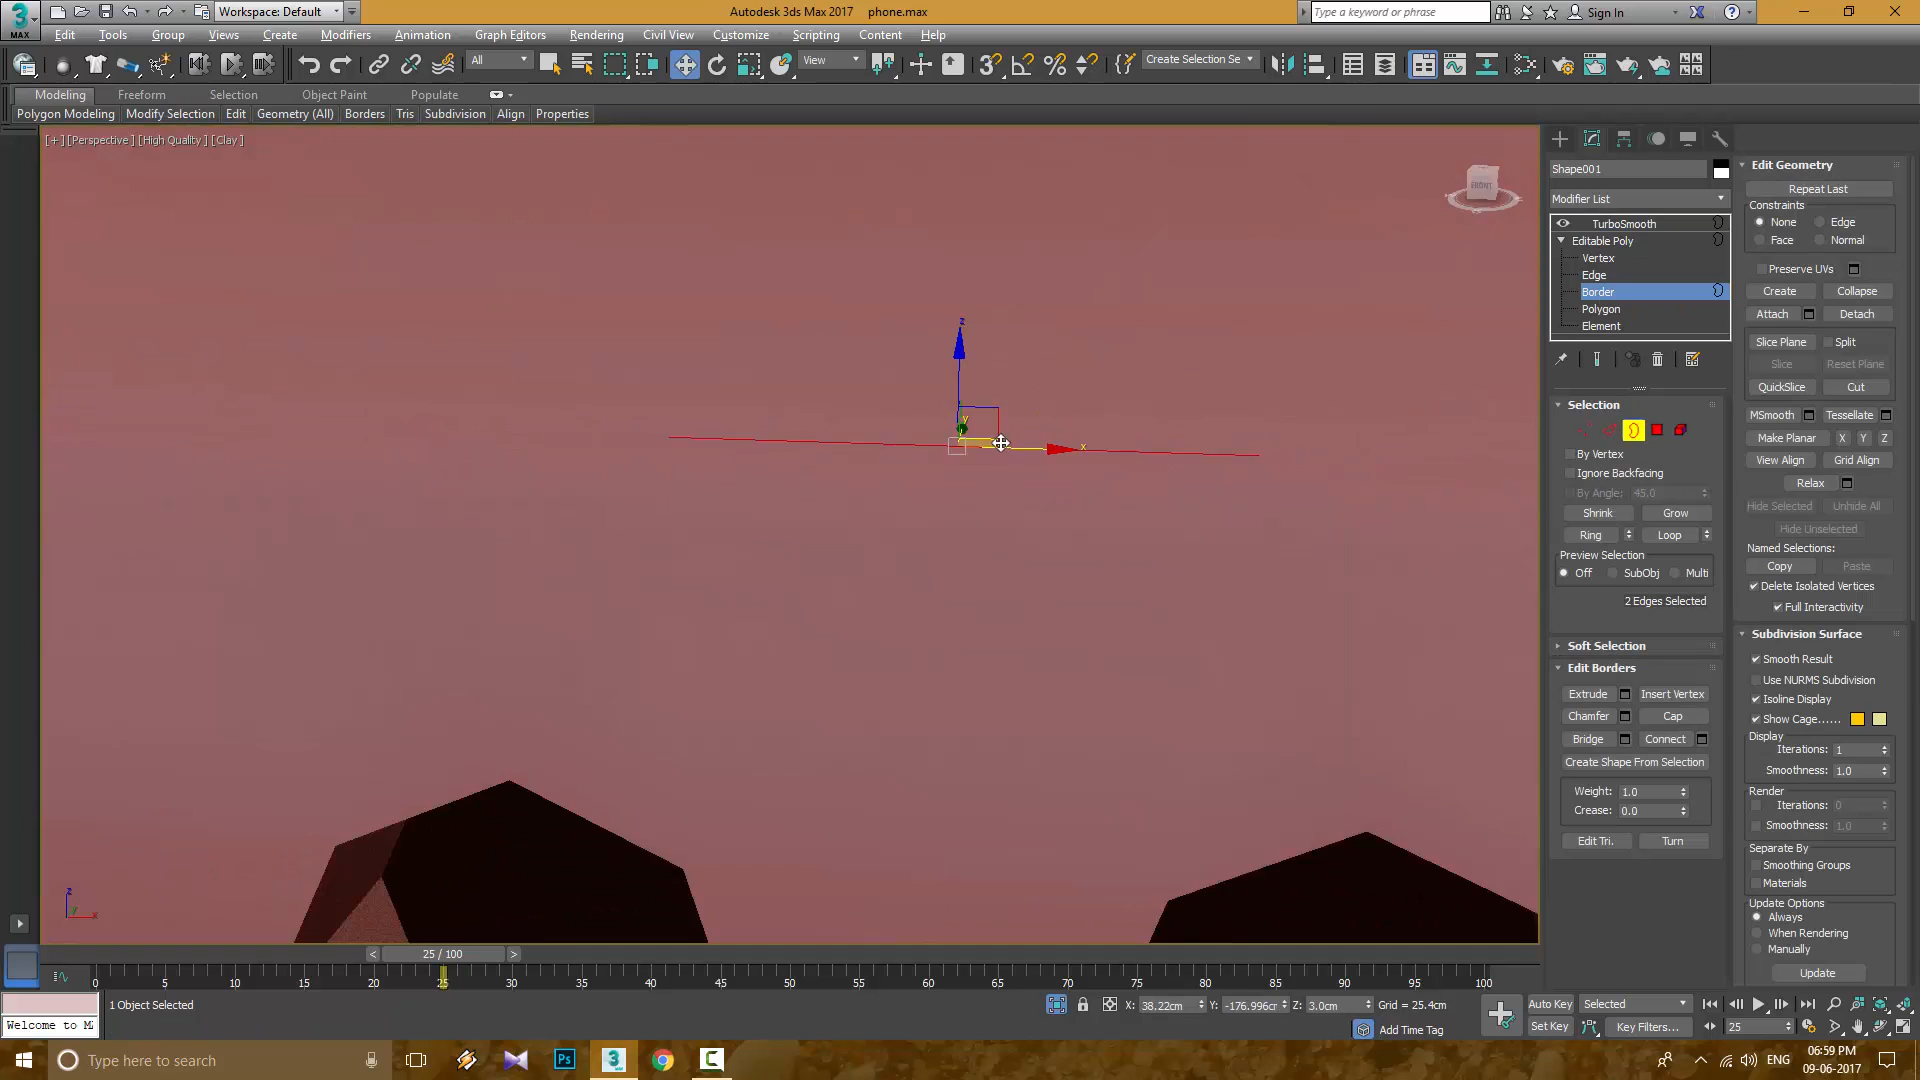 Workspace: Default
Autodesk 3ds Max 2017 phone.max
Type a keyword or phrase
Sign In
MAX
Edit Tools Group Views Create Modifiers Animation Graph Editors Rendering Civil View Customize Scripting Content Help
All
View
Create Selection Se
Modeling Freeform Selection Object Paint Populate
Polygon Modeling Modify Selection Edit Geometry (All) Borders Tris Subdivision Align Properties
[+] [Perspective] [High Quality] [Clay]
FRONT
z
y
x
z
y
x
Shape001
Modifier List
TurboSmooth
Editable Poly
Vertex
Edge
Border
Polygon
Element
Selection
By Vertex
Ignore Backfacing
By Angle: 45.0
Shrink Grow
Ring Loop
Preview Selection
Off SubObj Multi
2 Edges Selected
Soft Selection
Edit Borders
Extrude Insert Vertex
Chamfer Cap
Bridge Connect
Create Shape From Selection
Weight: 1.0
Crease: 0.0
Edit Tri. Turn
Edit Geometry
Repeat Last
Constraints
None Edge
Face Normal
Preserve UVs
Create Collapse
Attach Detach
Slice Plane Split
Slice Reset Plane
QuickSlice Cut
MSmooth Tessellate
Make Planar X Y Z
View Align Grid Align
Relax
Hide Selected Unhide All
Hide Unselected
Named Selections:
Copy Paste
Delete Isolated Vertices
Full Interactivity
Subdivision Surface
Smooth Result
Use NURMS Subdivision
Isoline Display
Show Cage......
Display
Iterations: 1
Smoothness: 1.0
Render
Iterations: 0
Smoothness: 1.0
Separate By
Smoothing Groups
Materials
Update Options
Always
When Rendering
Manually
Update
< 25 / 100 >
0 5 10 15 20 25 30 35 40 45 50 55 60 65 70 75 80 85 90 95 100
1 Object Selected
X: 38.22cm Y: -176.996cm Z: 3.0cm Grid = 25.4cm
Add Time Tag
Auto Key Selected
Set Key Key Filters...
25
Welcome to M
Type here to search
Ps
3
C
ENG
06:59 PM
09-06-2017